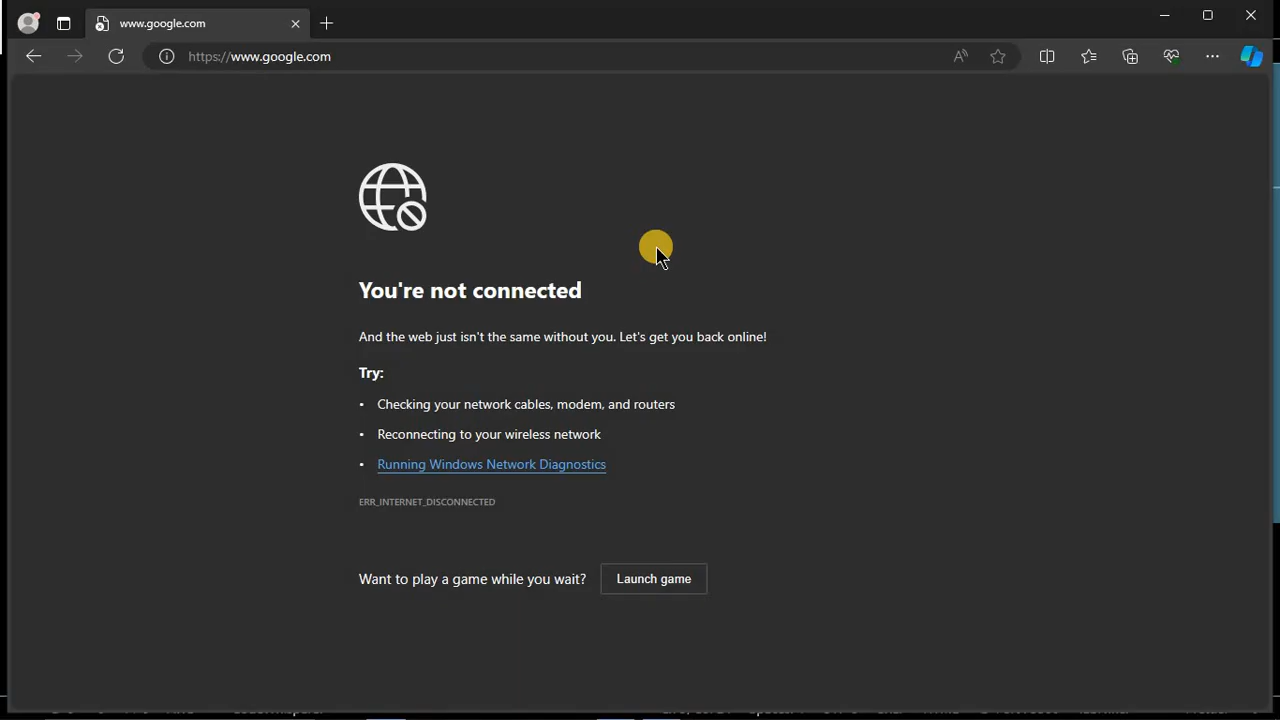 www.google.com
https://www.google.com
You're not connected
And the web just isn't the same without you. Let's get you back online!
Try:
• Checking your network cables, modem, and routers
• Reconnecting to your wireless network
• Running Windows Network Diagnostics
ERR_INTERNET_DISCONNECTED
Want to play a game while you wait?
Launch game